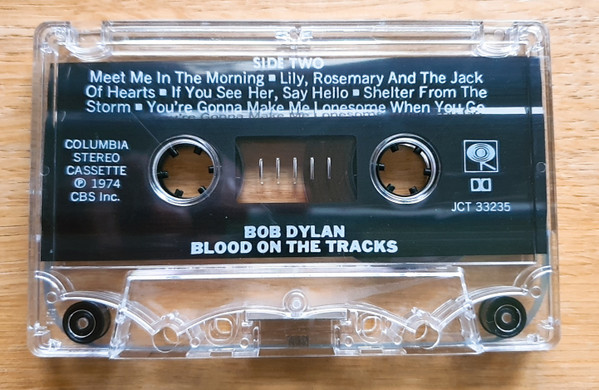 SIDE TWO
Meet Me In The Morning ▪ Lily, Rosemary And The Jack
Of Hearts ▪ If You See Her, Say Hello ▪ Shelter From The
Storm ▪ You're Gonna Make Me Lonesome When You Go
COLUMBIA
STEREO
CASSETTE
℗ 1974
CBS Inc.
JCT 33235
BOB DYLAN
BLOOD ON THE TRACKS